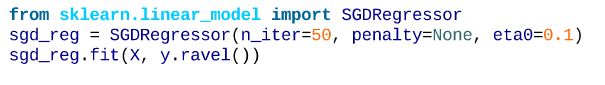 from sklearn.linear_model import SGDRegressor
sgd_reg = SGDRegressor(n_iter=50, penalty=None, eta0=0.1)
sgd_reg.fit(X, y.ravel())